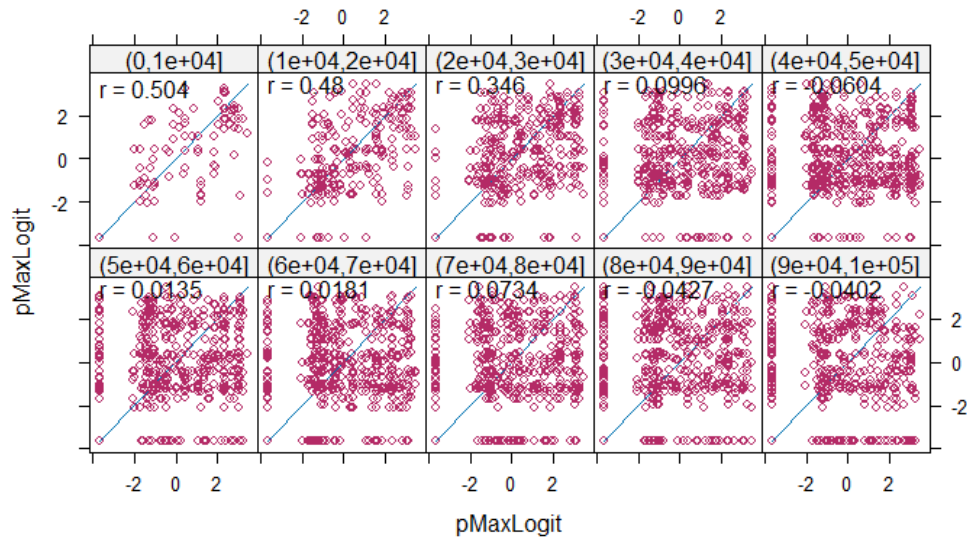 -2 0 2 -2 0 2
(0,1e+04] (1e+04,2e+04] (2e+04,3e+04] (3e+04,4e+04] (4e+04,5e+04]
r = 0.504 r = 0.48 r = 0.346 r = 0.0996 r = -0.0604
2
0
-2
pMaxLogit
(5e+04,6e+04] (6e+04,7e+04] (7e+04,8e+04] (8e+04,9e+04] (9e+04,1e+05]
r = 0.0135 r = 0.0181 r = 0.0734 r = -0.0427 r = -0.0402
2
0
-2
-2 0 2 -2 0 2 -2 0 2
pMaxLogit